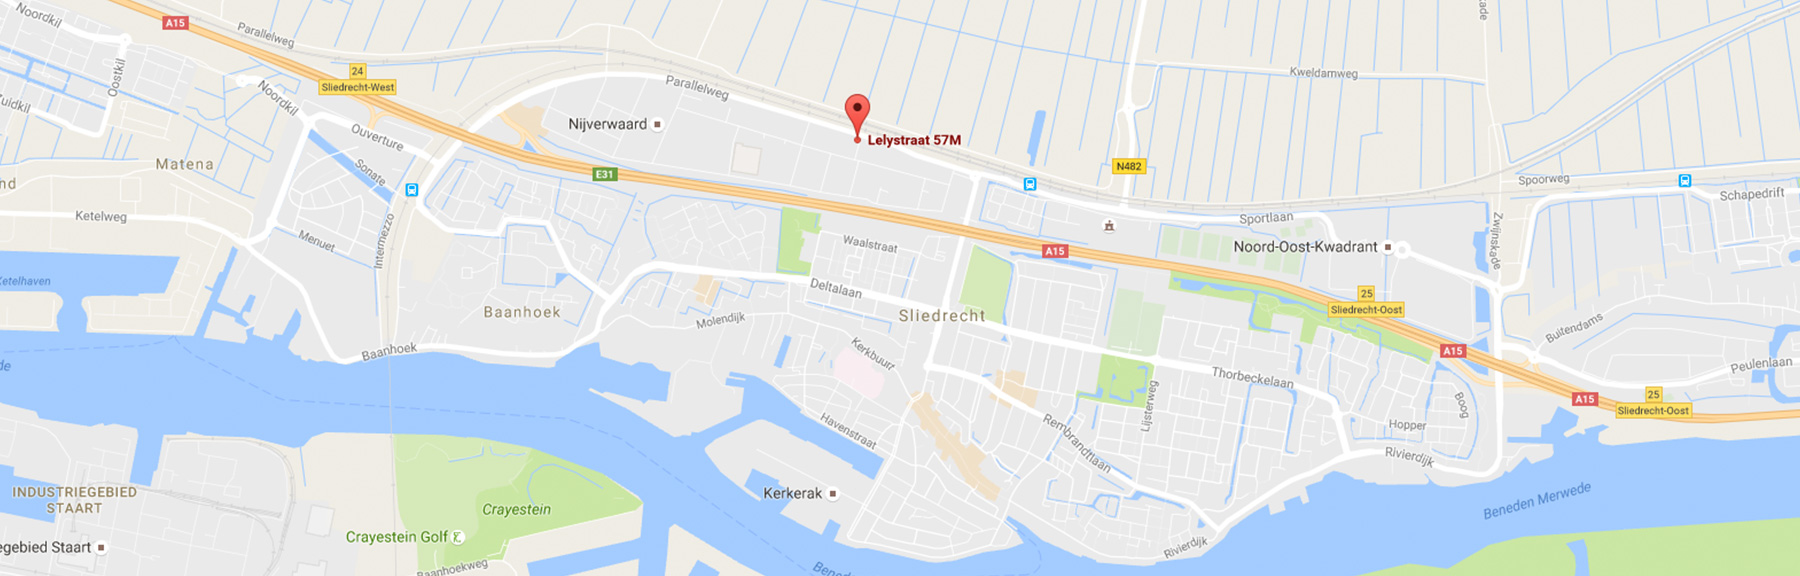 Noordkil
A15
Parallelweg
Oostkil
Zuidkil
Noordkil
24
Sliedrecht-West
Ouverture
Sonate
Matena
Ketelweg
Menuet
Intermezzo
Ketelhaven
Baanhoek
Baanhoek
Parallelweg
Nijverwaard
Lelystraat 57M
E31
Waalstraat
Deltalaan
Molendijk
Sliedrecht
Kerkbuurt
Havenstraat
Kerkerak
Kweldamweg
N482
Spoorweg
Schapedrift
Sportlaan
Noord-Oost-Kwadrant
Zwijnskade
A15
25
Sliedrecht-Oost
A15
Buitendams
Peulenlaan
A15
25
Sliedrecht-Oost
Thorbeckelaan
Lijsterweg
Boog
Hopper
Rembrandtlaan
Rivierdijk
Rivierdijk
Beneden Merwede
INDUSTRIEGEBIED
STAART
egebied Staart
Crayestein
Crayestein Golf
Baanhoekweg